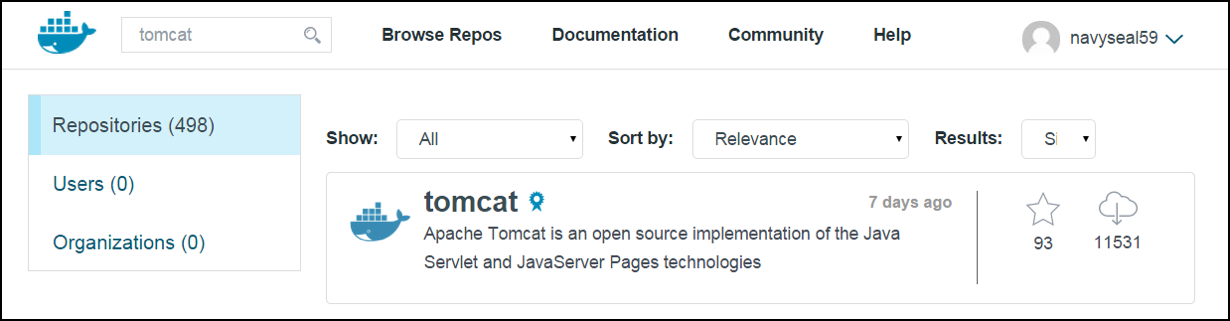 tomcat
Browse Repos
Documentation
Community
Help
navyseal59
Repositories (498)
Users (0)
Organizations (0)
Show:
All
Sort by:
Relevance
Results:
Si
tomcat
7 days ago
Apache Tomcat is an open source implementation of the Java
Servlet and JavaServer Pages technologies
93
11531